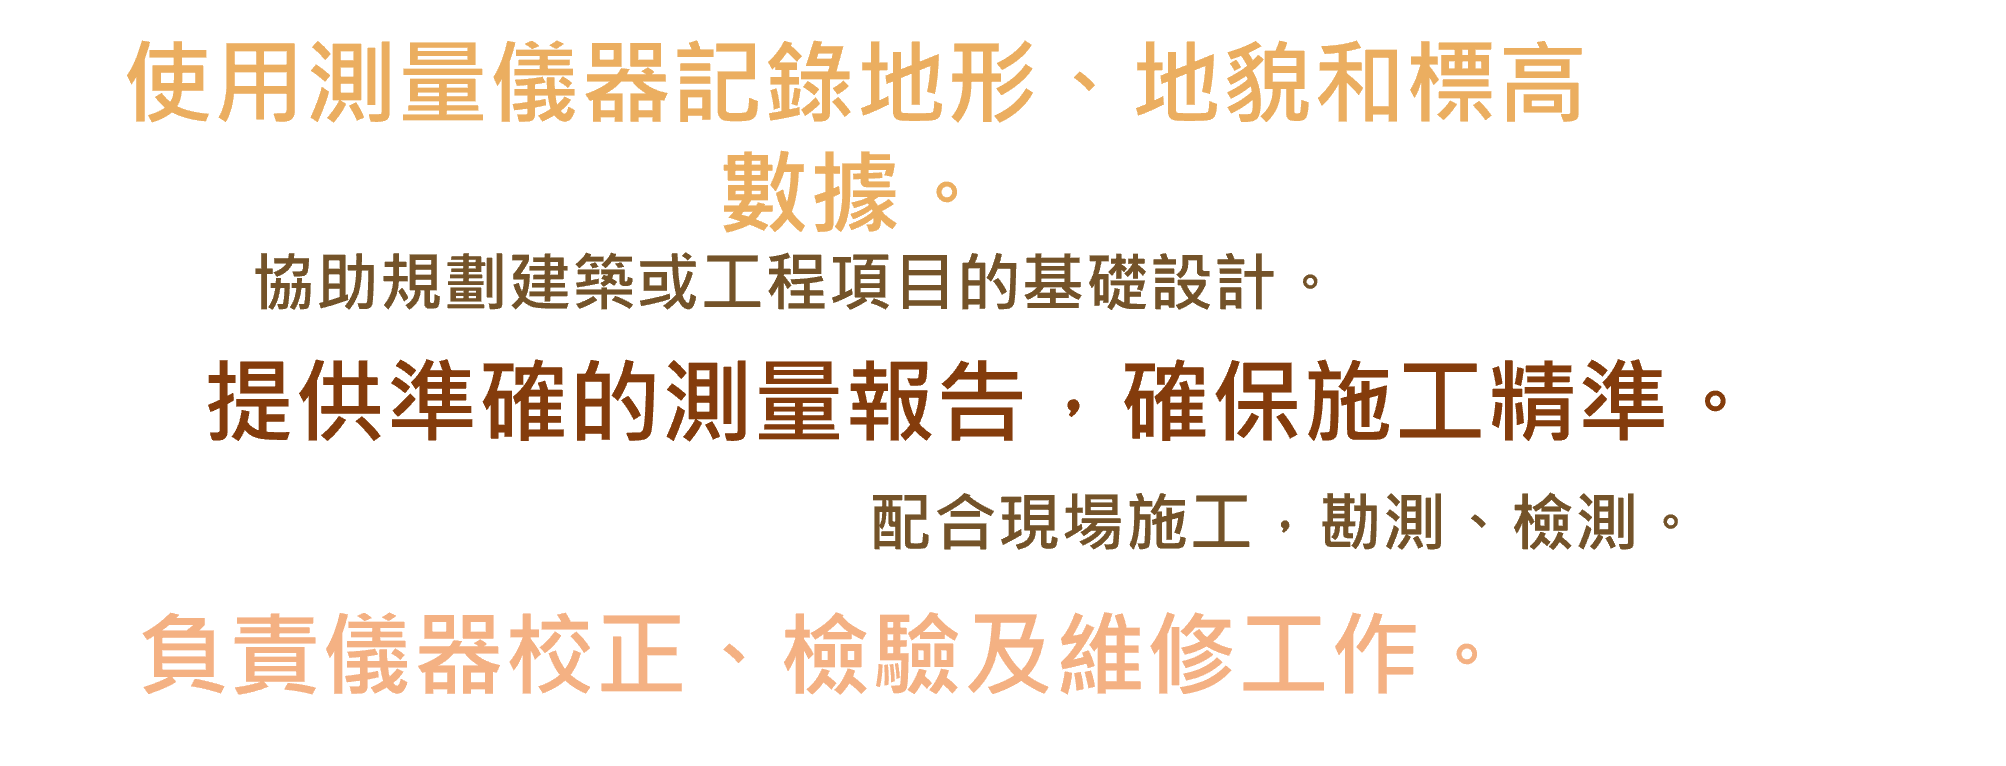 使用測量儀器記錄地形、地貌和標高
數據。
協助規劃建築或工程項目的基礎設計。
提供準確的測量報告，確保施工精準。
配合現場施工，勘測、檢測。
負責儀器校正、檢驗及維修工作。